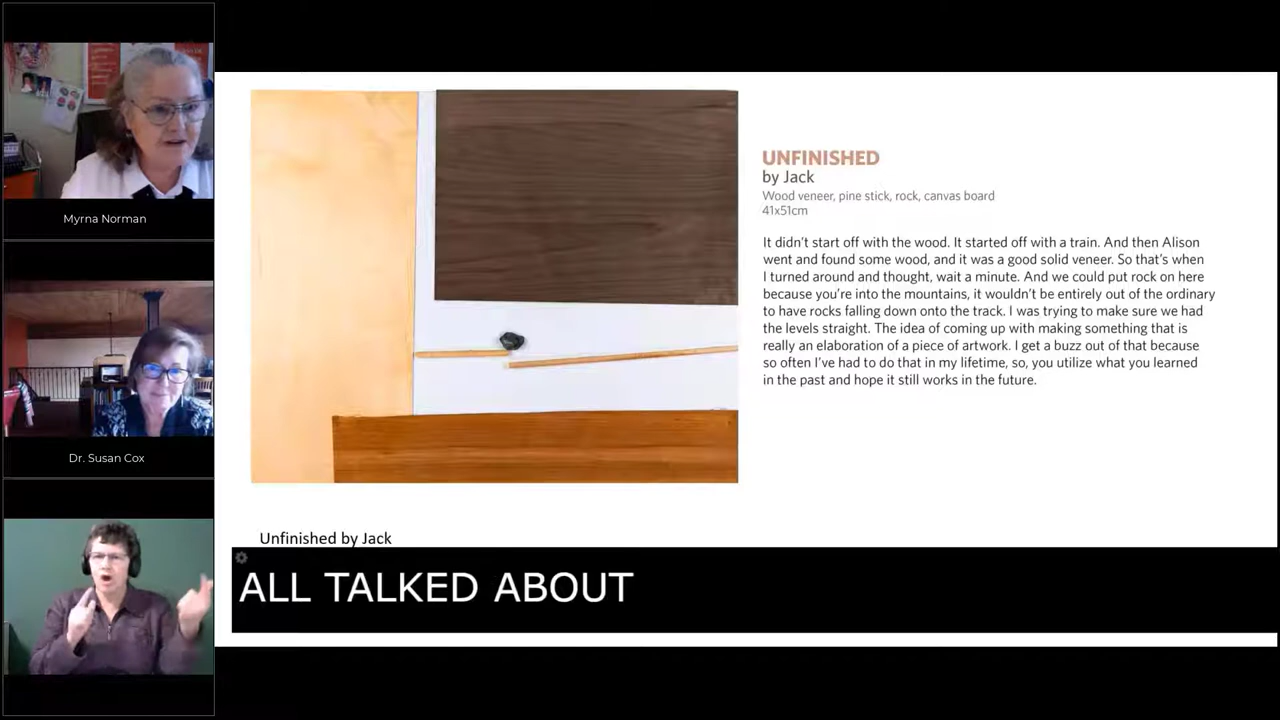 Myrna Norman
Dr. Susan Cox
UNFINISHED
by Jack
Wood veneer, pine stick, rock, canvas board
41x51cm
It didn't start off with the wood. It started off with a train. And then Alison
went and found some wood, and it was a good solid veneer. So that's when
I turned around and thought, wait a minute. And we could put rock on here
because you're into the mountains, it wouldn't be entirely out of the ordinary
to have rocks falling down onto the track. I was trying to make sure we had
the levels straight. The idea of coming up with making something that is
really an elaboration of a piece of artwork. I get a buzz out of that because
so often I've had to do that in my lifetime, so, you utilize what you learned
in the past and hope it still works in the future.
Unfinished by Jack
ALL TALKED ABOUT